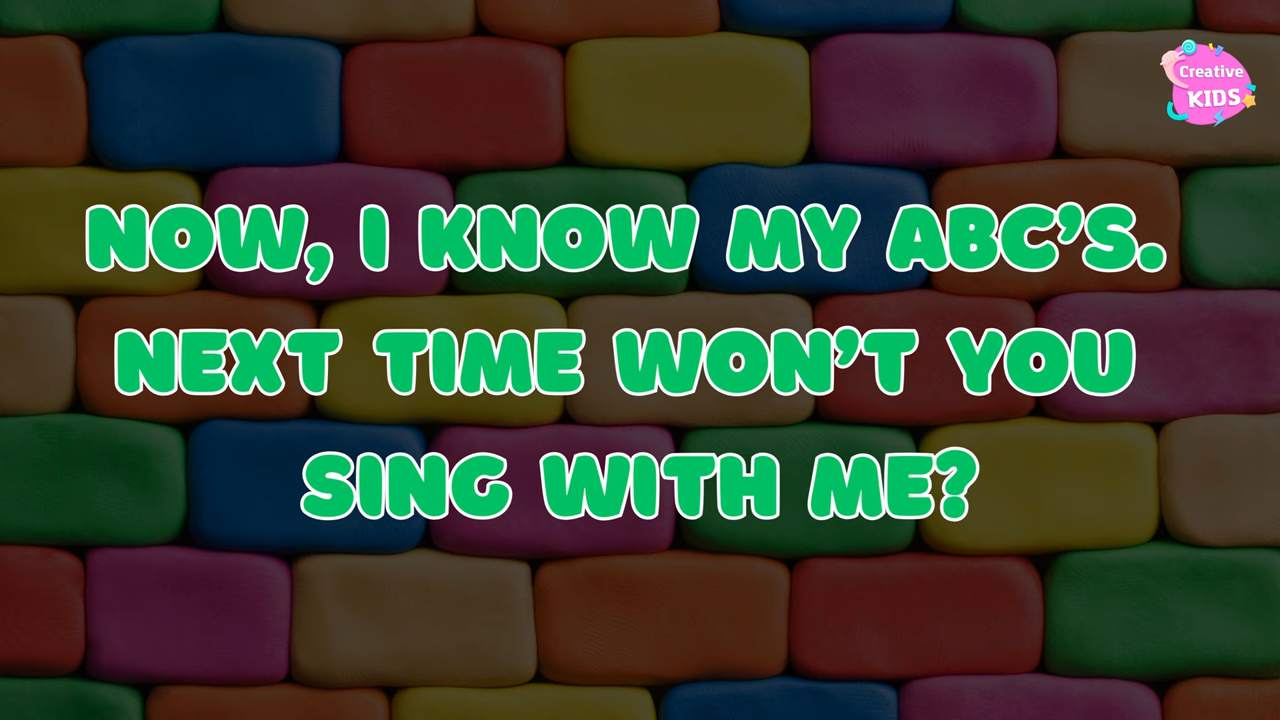 Creative
KIDS
NOW, I KNOW MY ABC’S.
NEXT TIME WON’T YOU
SING WITH ME?